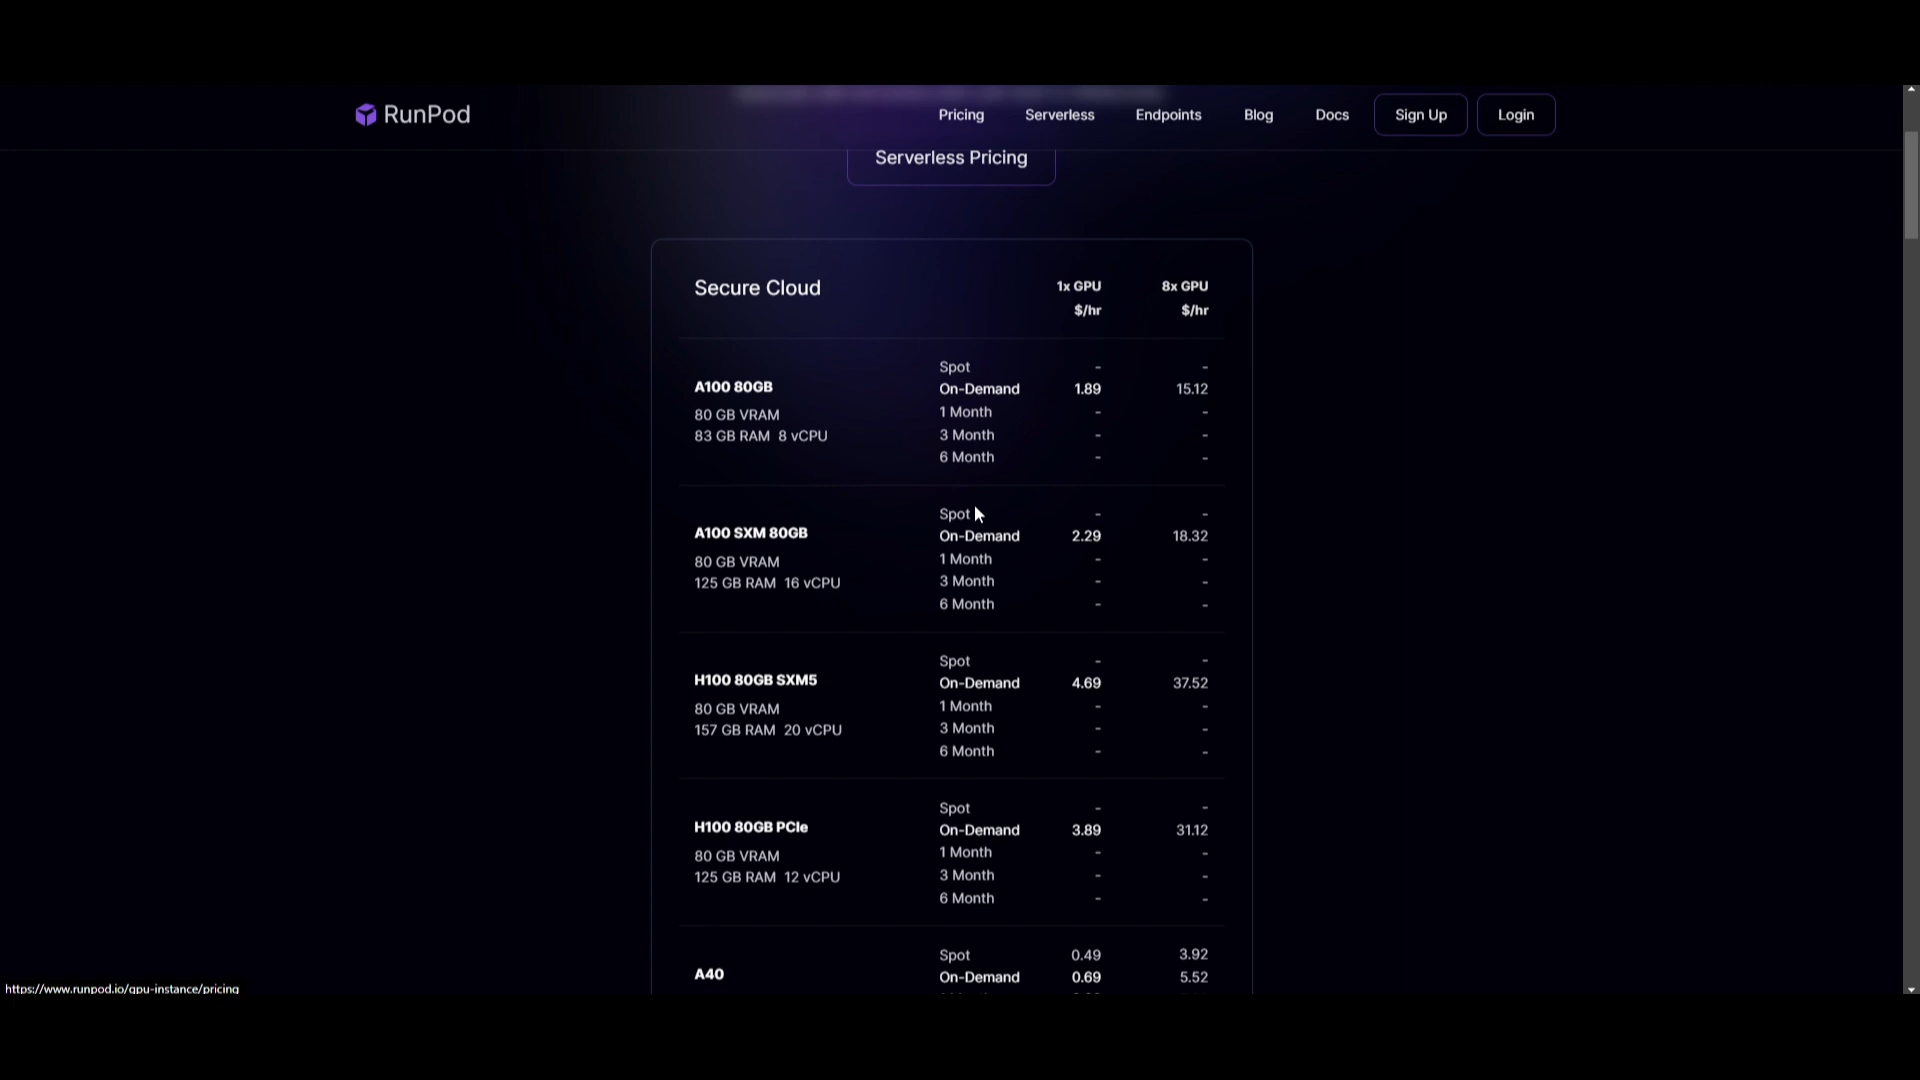 RunPod
Pricing Serverless Endpoints Blog Docs Sign Up Login
Serverless Pricing
Secure Cloud 1x GPU 8x GPU
$/hr $/hr
A100 80GB
80 GB VRAM
83 GB RAM 8 vCPU
Spot - -
On-Demand 1.89 15.12
1 Month - -
3 Month - -
6 Month - -
A100 SXM 80GB
80 GB VRAM
125 GB RAM 16 vCPU
Spot - -
On-Demand 2.29 18.32
1 Month - -
3 Month - -
6 Month - -
H100 80GB SXM5
80 GB VRAM
157 GB RAM 20 vCPU
Spot - -
On-Demand 4.69 37.52
1 Month - -
3 Month - -
6 Month - -
H100 80GB PCIe
80 GB VRAM
125 GB RAM 12 vCPU
Spot - -
On-Demand 3.89 31.12
1 Month - -
3 Month - -
6 Month - -
A40
Spot 0.49 3.92
On-Demand 0.69 5.52
https://www.runpod.io/gpu-instance/pricing